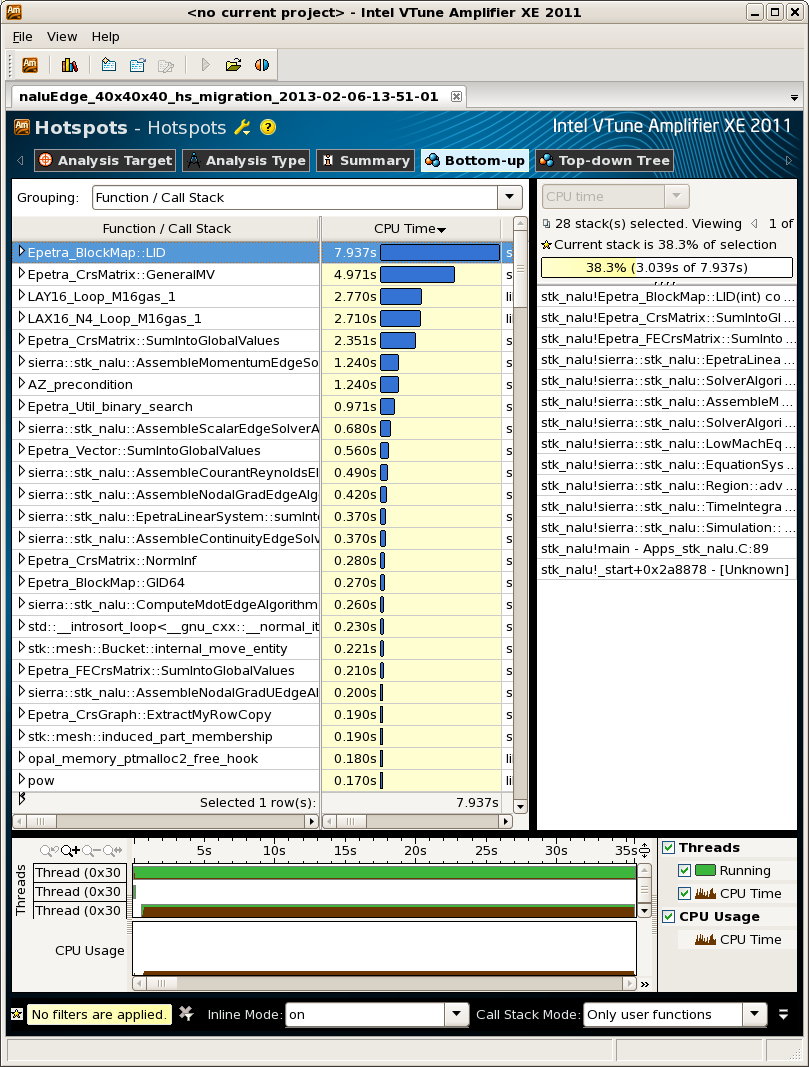 <no current project> - Intel VTune Amplifier XE 2011
File View Help
naluEdge_40x40x40_hs_migration_2013-02-06-13-51-01
Am Hotspots - Hotspots ? Intel VTune Amplifier XE 2011
Analysis Target Analysis Type Summary Bottom-up Top-down Tree
Grouping: Function / Call Stack
Function / Call Stack CPU Time
Epetra_BlockMap::LID 7.937s s
Epetra_CrsMatrix::GeneralMV 4.971s s
LAY16_Loop_M16gas_1 2.770s li
LAX16_N4_Loop_M16gas_1 2.710s li
Epetra_CrsMatrix::SumIntoGlobalValues 2.351s s
sierra::stk_nalu::AssembleMomentumEdgeSo 1.240s s
AZ_precondition 1.240s s
Epetra_Util_binary_search 0.971s s
sierra::stk_nalu::AssembleScalarEdgeSolverA 0.680s s
Epetra_Vector::SumIntoGlobalValues 0.560s s
sierra::stk_nalu::AssembleCourantReynoldsEl 0.490s s
sierra::stk_nalu::AssembleNodalGradEdgeAlg 0.420s s
sierra::stk_nalu::EpetraLinearSystem::sumInt 0.370s s
sierra::stk_nalu::AssembleContinuityEdgeSolv 0.370s s
Epetra_CrsMatrix::NormInf 0.280s s
Epetra_BlockMap::GID64 0.270s s
sierra::stk_nalu::ComputeMdotEdgeAlgorithm 0.260s s
std::__introsort_loop<__gnu_cxx::__normal_it 0.230s s
stk::mesh::Bucket::internal_move_entity 0.221s s
Epetra_FECrsMatrix::SumIntoGlobalValues 0.210s s
sierra::stk_nalu::AssembleNodalGradUEdgeAl 0.200s s
Epetra_CrsGraph::ExtractMyRowCopy 0.190s s
stk::mesh::induced_part_membership 0.190s s
opal_memory_ptmalloc2_free_hook 0.180s li
pow 0.170s li
Selected 1 row(s): 7.937s
CPU time
28 stack(s) selected. Viewing 1 of
Current stack is 38.3% of selection
38.3% (3.039s of 7.937s)
stk_nalu!Epetra_BlockMap::LID(int) co ...
stk_nalu!Epetra_CrsMatrix::SumIntoGl ...
stk_nalu!Epetra_FECrsMatrix::SumInto ...
stk_nalu!sierra::stk_nalu::EpetraLinea ...
stk_nalu!sierra::stk_nalu::SolverAlgori ...
stk_nalu!sierra::stk_nalu::AssembleM ...
stk_nalu!sierra::stk_nalu::SolverAlgori ...
stk_nalu!sierra::stk_nalu::LowMachEq ...
stk_nalu!sierra::stk_nalu::EquationSys ...
stk_nalu!sierra::stk_nalu::Region::adv ...
stk_nalu!sierra::stk_nalu::TimeIntegra ...
stk_nalu!sierra::stk_nalu::Simulation:: ...
stk_nalu!main - Apps_stk_nalu.C:89
stk_nalu!_start+0x2a8878 - [Unknown]
5s 10s 15s 20s 25s 30s 35s
Threads
Thread (0x30
Thread (0x30
Thread (0x30
CPU Usage
Threads
Running
CPU Time
CPU Usage
CPU Time
No filters are applied. Inline Mode: on Call Stack Mode: Only user functions